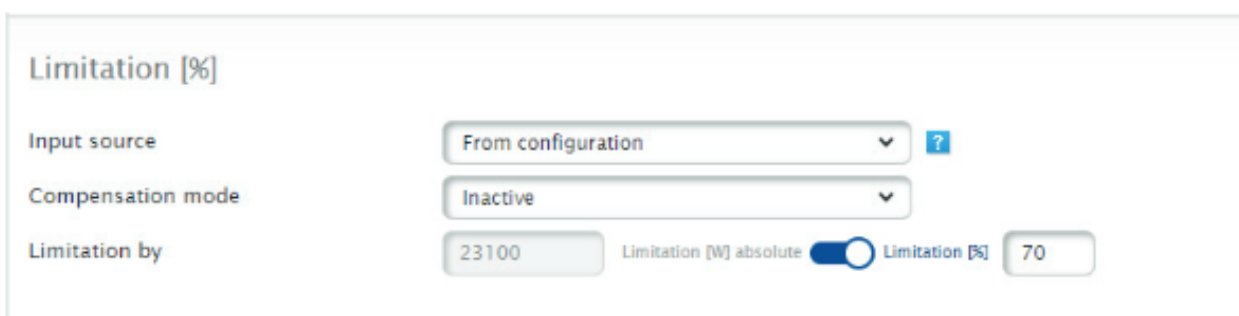 Limitation [%]
Input source From configuration ?
Compensation mode Inactive
Limitation by 23100 Limitation [W] absolute Limitation [%] 70